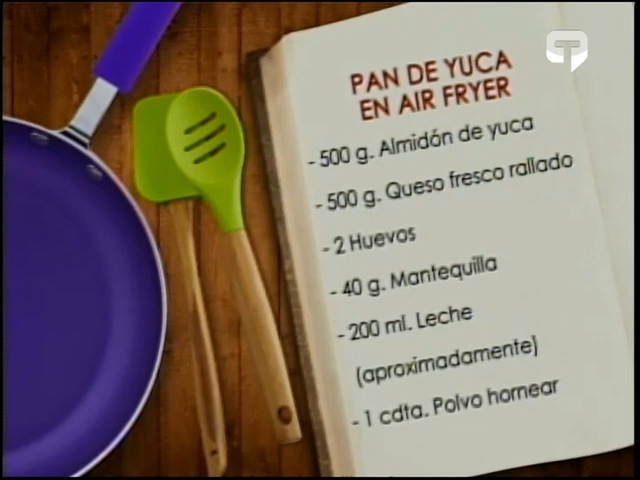 PAN DE YUCA
EN AIR FRYER
- 500 g. Almidón de yuca
- 500 g. Queso fresco rallado
- 2 Huevos
- 40 g. Mantequilla
- 200 ml. Leche
(aproximadamente)
- 1 cdta. Polvo hornear